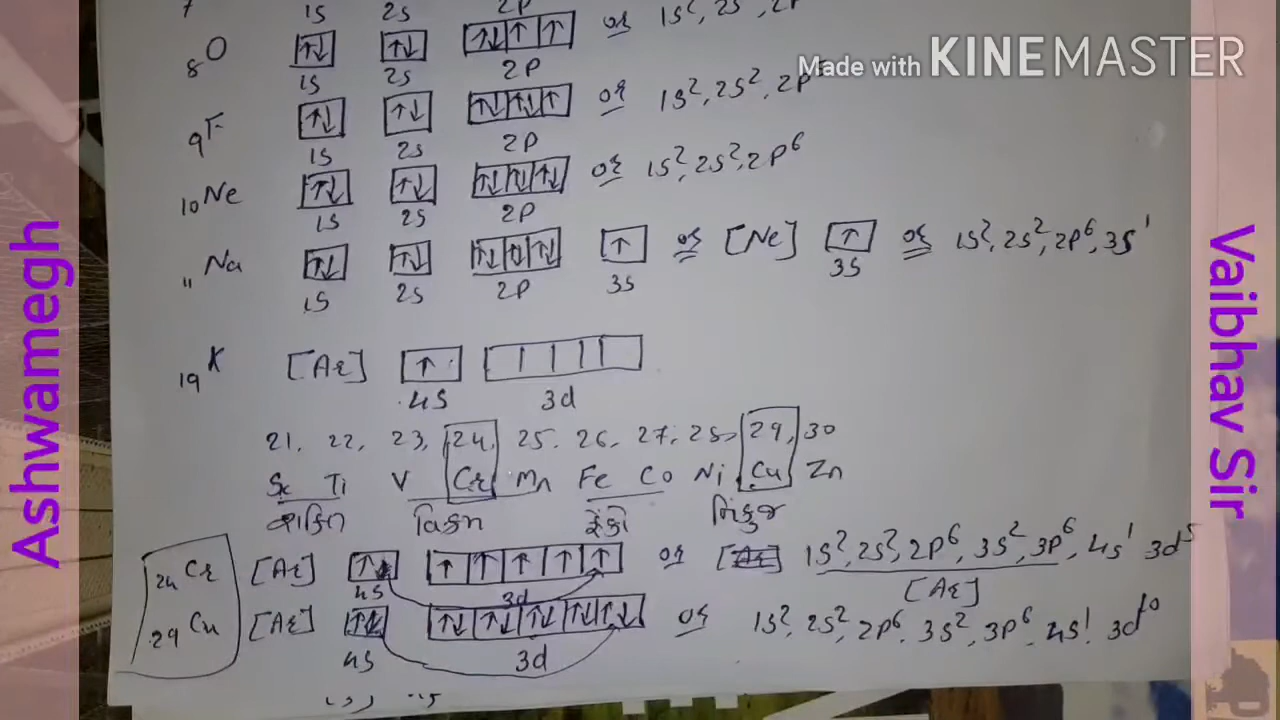 7 1s 2s 2p
8O ↑↓ ↑↓ ↑↓ ↑ ↑ or 1s², 2s², 2p
1s 2s 2p
Made with KINEMASTER
9F ↑↓ ↑↓ ↑↓ ↑↓ ↑ or 1s², 2s², 2p⁵
1s 2s 2p
10Ne ↑↓ ↑↓ ↑↓ ↑↓ ↑↓ or 1s², 2s², 2p⁶
1s 2s 2p
11Na ↑↓ ↑↓ ↑↓ ↑↓ ↑↓ ↑ or [Ne] ↑ or 1s², 2s², 2p⁶, 3s¹
1s 2s 2p 3s 3s
19K [Ar] ↑
4s 3d
21, 22, 23, 24, 25. 26, 27, 28, 29, 30
Sc Ti V Cr Mn Fe Co Ni Cu Zn
24Cr [Ar] ↑ ↑ ↑ ↑ ↑ ↑ or 1s², 2s², 2p⁶, 3s², 3p⁶, 4s¹ 3d⁵
4s 3d [Ar]
29Cu [Ar] ↑↓ ↑↓ ↑↓ ↑↓ ↑↓ or 1s², 2s², 2p⁶, 3s², 3p⁶, 4s¹ 3d¹⁰
4s 3d
Ashwamegh
Vaibhav Sir